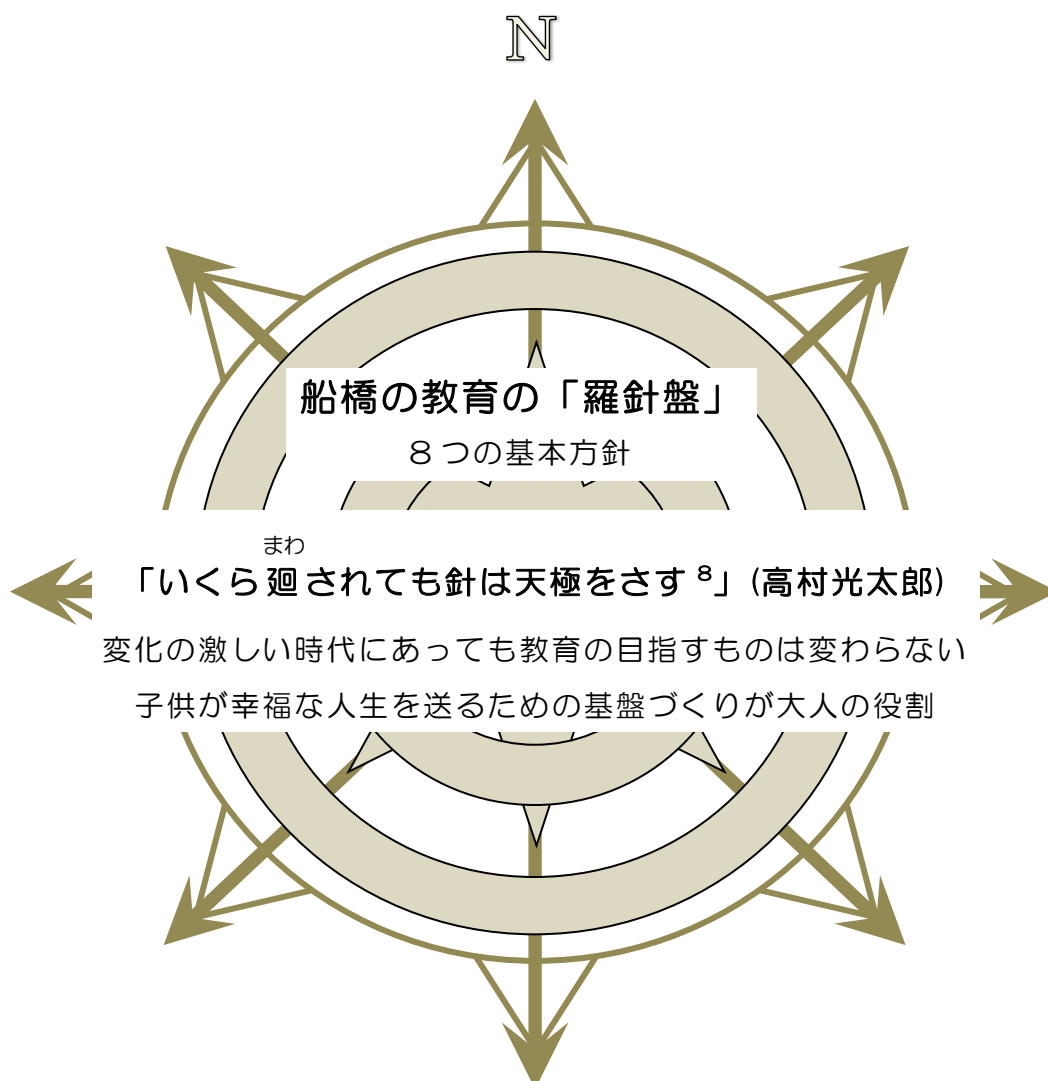 N
船橋の教育の「羅針盤」
8つの基本方針
まわ
「いくら廻されても針は天極をさす⁸」(高村光太郎)
変化の激しい時代にあっても教育の目指すものは変わらない
子供が幸福な人生を送るための基盤づくりが大人の役割